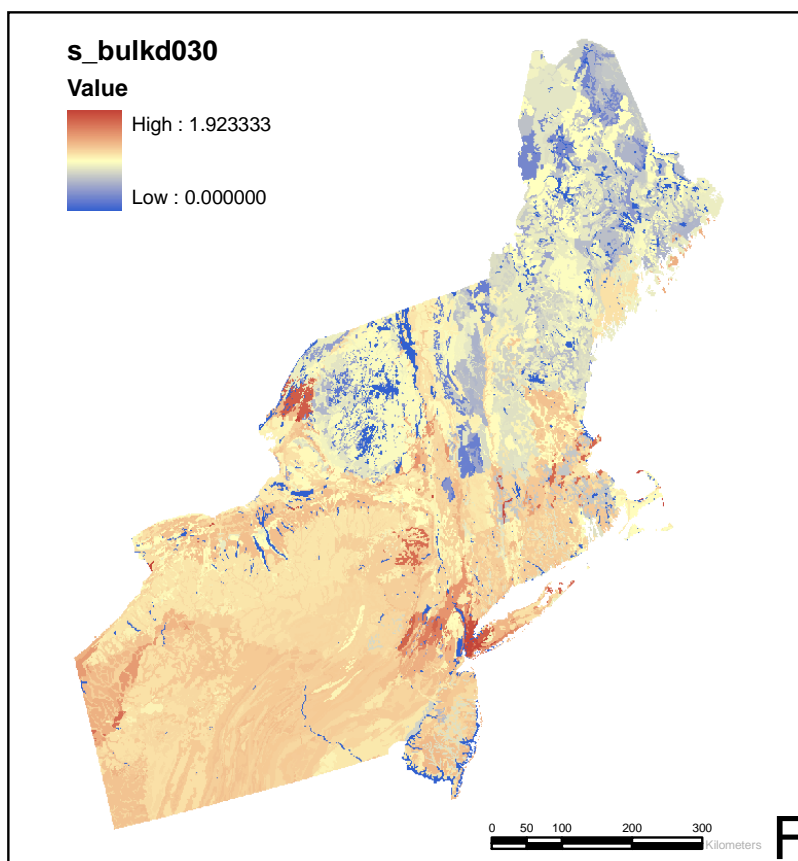 s_bulkd030
Value
High : 1.923333
Low : 0.000000
0 50 100 200 300
Kilometers
F